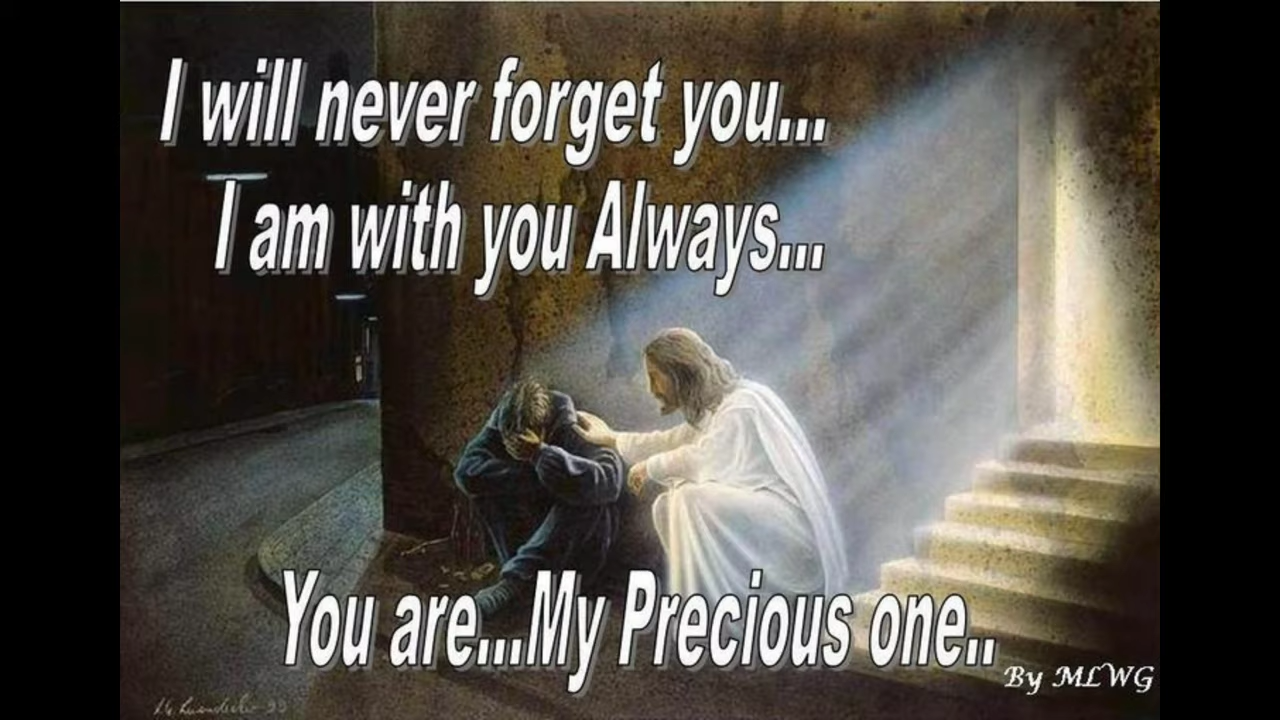 I will never forget you...
I am with you Always...
You are...My Precious one..
By MLWG